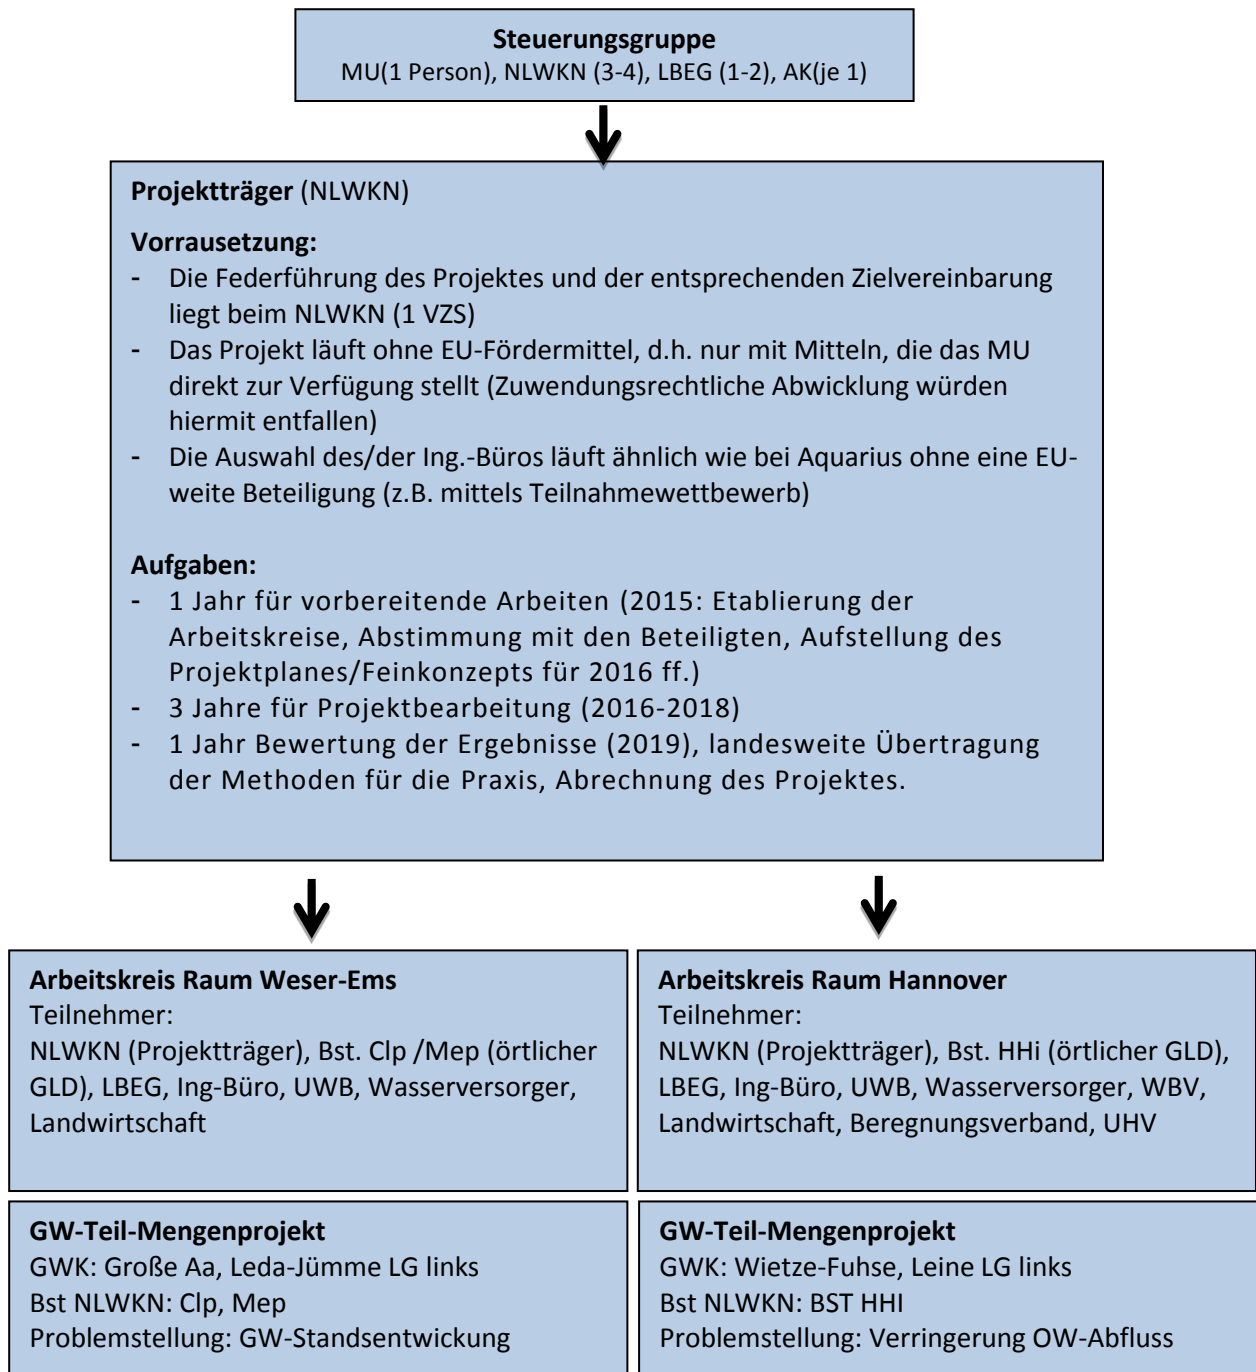 Steuerungsgruppe
MU(1 Person), NLWKN (3-4), LBEG (1-2), AK(je 1)
Projektträger (NLWKN)
Vorrausetzung:
- Die Federführung des Projektes und der entsprechenden Zielvereinbarung
liegt beim NLWKN (1 VZS)
- Das Projekt läuft ohne EU-Fördermittel, d.h. nur mit Mitteln, die das MU
direkt zur Verfügung stellt (Zuwendungsrechtliche Abwicklung würden
hiermit entfallen)
- Die Auswahl des/der Ing.-Büros läuft ähnlich wie bei Aquarius ohne eine EU-
weite Beteiligung (z.B. mittels Teilnahmewettbewerb)
Aufgaben:
- 1 Jahr für vorbereitende Arbeiten (2015: Etablierung der
Arbeitskreise, Abstimmung mit den Beteiligten, Aufstellung des
Projektplanes/Feinkonzepts für 2016 ff.)
- 3 Jahre für Projektbearbeitung (2016-2018)
- 1 Jahr Bewertung der Ergebnisse (2019), landesweite Übertragung
der Methoden für die Praxis, Abrechnung des Projektes.
Arbeitskreis Raum Weser-Ems
Teilnehmer:
NLWKN (Projektträger), Bst. Clp /Mep (örtlicher
GLD), LBEG, Ing-Büro, UWB, Wasserversorger,
Landwirtschaft
Arbeitskreis Raum Hannover
Teilnehmer:
NLWKN (Projektträger), Bst. HHi (örtlicher GLD),
LBEG, Ing-Büro, UWB, Wasserversorger, WBV,
Landwirtschaft, Beregnungsverband, UHV
GW-Teil-Mengenprojekt
GWK: Große Aa, Leda-Jümme LG links
Bst NLWKN: Clp, Mep
Problemstellung: GW-Standsentwickung
GW-Teil-Mengenprojekt
GWK: Wietze-Fuhse, Leine LG links
Bst NLWKN: BST HHI
Problemstellung: Verringerung OW-Abfluss